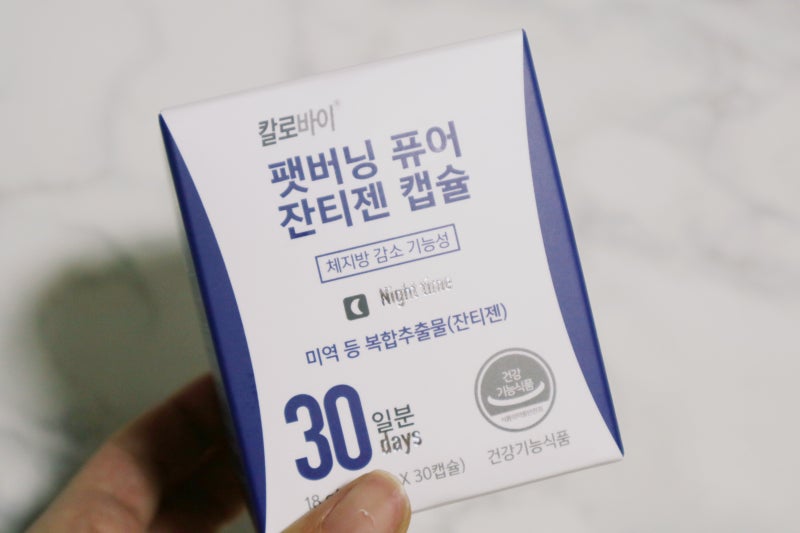 칼로바이®
팻버닝 퓨어
잔티젠 캡슐
체지방 감소 기능성
Night time
미역 등 복합추출물(잔티젠)
30 일분
days
건강
기능식품
건강기능식품
18
X 30캡슐)